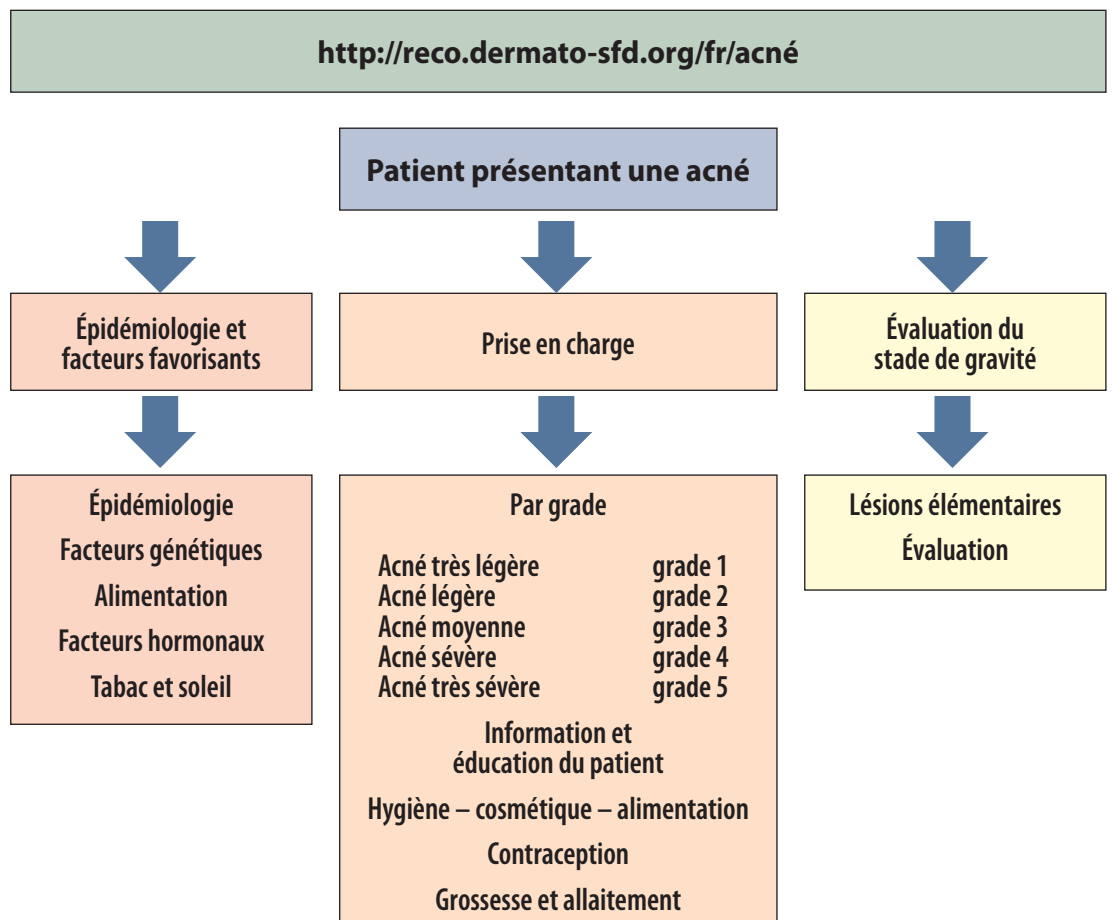 http://reco.dermato-sfd.org/fr/acné
Patient présentant une acné
Épidémiologie et
facteurs favorisants
Prise en charge
Évaluation du
stade de gravité
Épidémiologie
Facteurs génétiques
Alimentation
Facteurs hormonaux
Tabac et soleil
Par grade
Acné très légère grade 1
Acné légère grade 2
Acné moyenne grade 3
Acné sévère grade 4
Acné très sévère grade 5
Information et
éducation du patient
Hygiène – cosmétique – alimentation
Contraception
Grossesse et allaitement
Lésions élémentaires
Évaluation